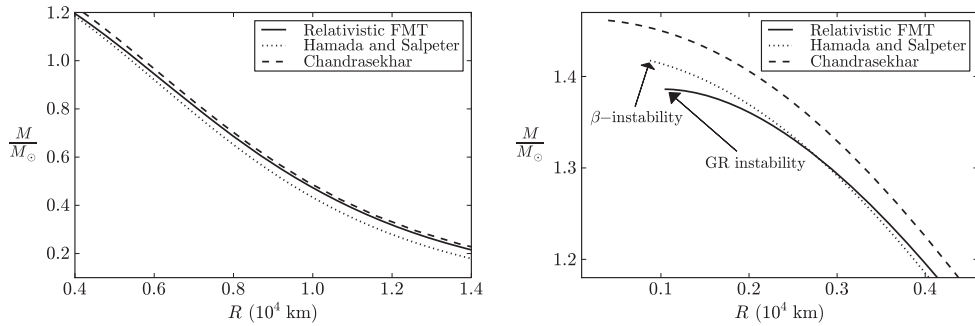 1.2
1.0
0.8
0.6
0.4
0.2
M
M⊙
Relativistic FMT
Hamada and Salpeter
Chandrasekhar
0.4 0.6 0.8 1.0 1.2 1.4
R (10⁴ km)
1.4
1.3
1.2
M
M⊙
Relativistic FMT
Hamada and Salpeter
Chandrasekhar
β−instability
GR instability
0.1 0.2 0.3 0.4
R (10⁴ km)